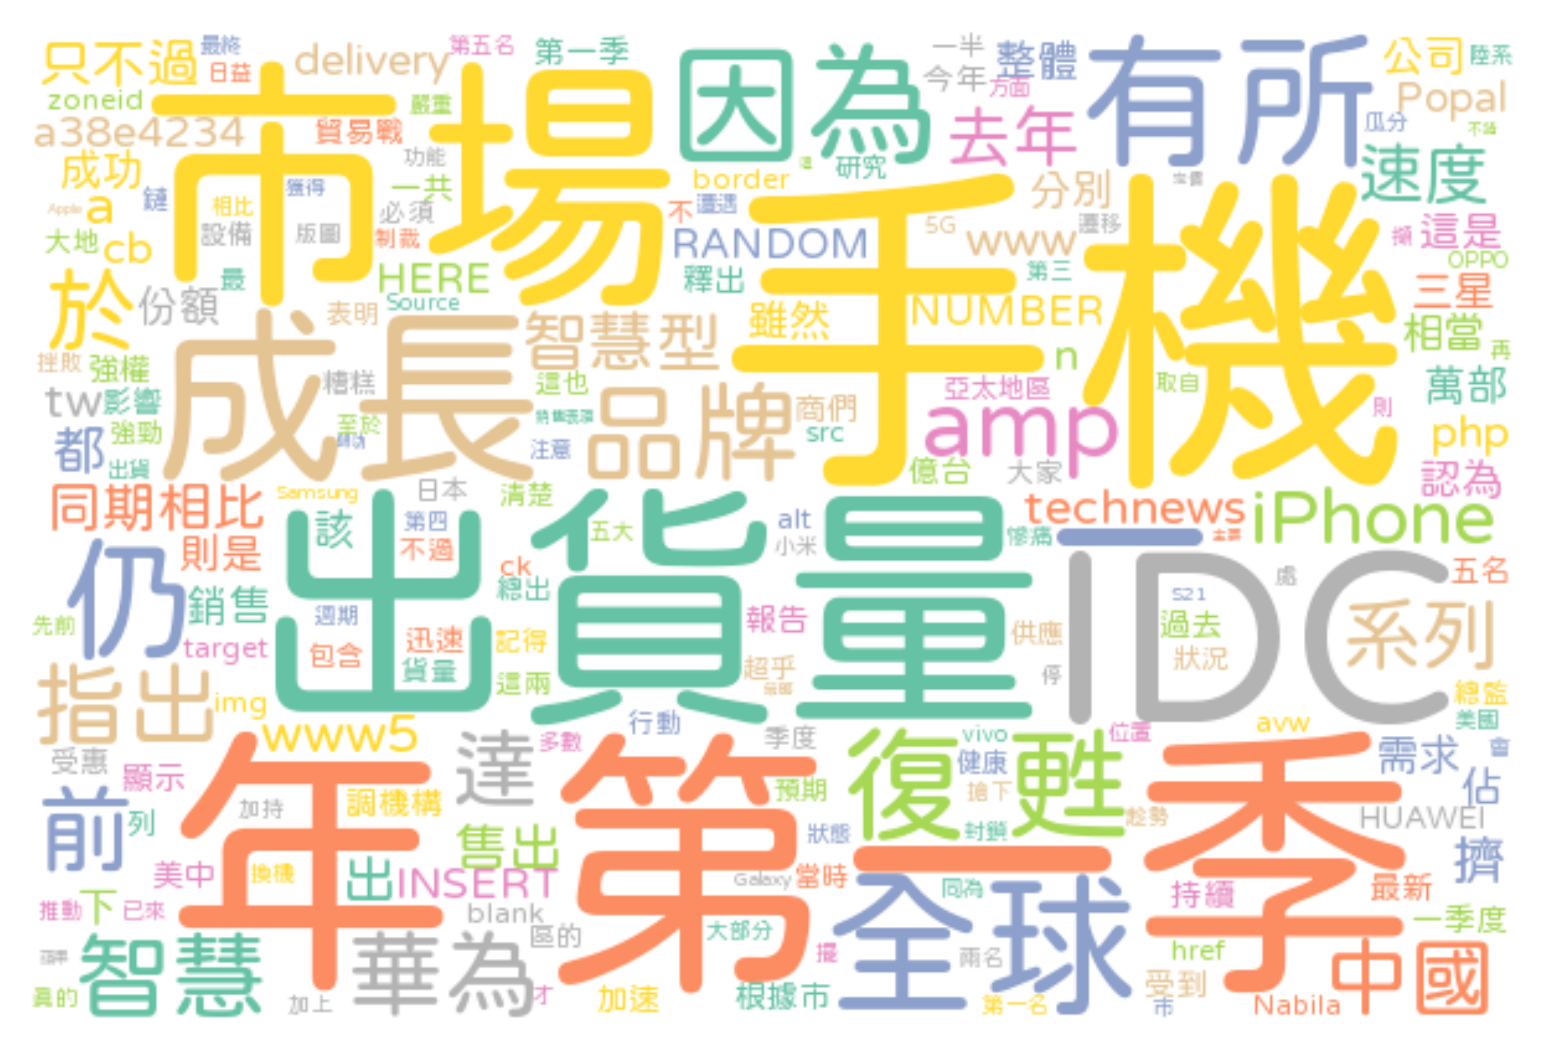 只不過
最終
日益
delivery
第五名
第一季
因為
一半
今年
整體
方面
有所
公司
陸系
zoneid
嚴重
Popal
a38e4234
貿易戰
市場
去年
瓜分
成功
功能
研究
速度
鏈
獲得
一共
border
分別
Apple
a
相比
必須
不
遭遇
手機
5G
www
遷移
這是
大地
cb
設備
版圖
制裁
RANDOM
OPPO
最
HERE
釋出
第三
三星
於
份額
Source
表明
智慧型
雖然
NUMBER
相當
再
挫敗
強權
成長
糟糕
這也
n
取自
萬部
tw
影響
至於
品牌
商們
亞太地區
amp
則
都
強勁
注意
src
php
出貨
億台
大家
認為
同期相比
Samsung
日本
清楚
technews
iPhone
該
第四
五大
alt
出貨量
則是
不過
小米
慘痛
一
仍
銷售
ck
總出
IDC
處
五名
先前
週期
S21
target
迅速
記得
報告
供應
過去
系列
包含
貨量
這兩
超乎
狀況
指出
img
停
總監
www5
行動
美國
受惠
顯示
達
多數
季度
復甦
vivo
位置
avw
需求
會
年第一季
健康
預期
搶下
佔
前
列
加持
調機構
售出
狀態
封鎖
趁勢
HUAWEI
美中
換機
出
INSERT
Galaxy
當時
同為
持續
最新
擠
推動
下
已來
blank
全球
一季度
智慧
華為
區的
大部分
擺
兩名
href
中國
真的
加上
才
加速
根據市
第一名
受到
市
Nabila